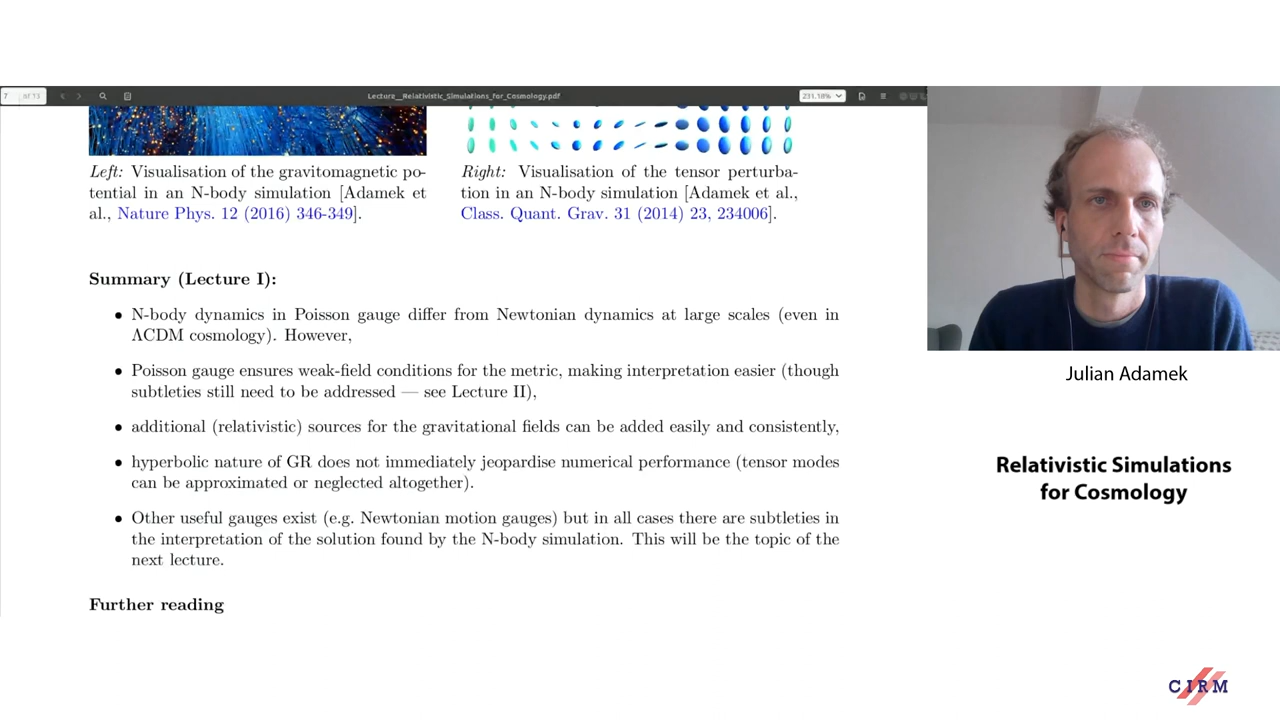 7 of 13
Lecture__Relativistic_Simulations_for_Cosmology.pdf
231.18%
Left: Visualisation of the gravitomagnetic po-
tential in an N-body simulation [Adamek et
al., Nature Phys. 12 (2016) 346-349].
Right: Visualisation of the tensor perturba-
tion in an N-body simulation [Adamek et al.,
Class. Quant. Grav. 31 (2014) 23, 234006].
Summary (Lecture I):
• N-body dynamics in Poisson gauge differ from Newtonian dynamics at large scales (even in
ΛCDM cosmology). However,
• Poisson gauge ensures weak-field conditions for the metric, making interpretation easier (though
subtleties still need to be addressed — see Lecture II),
• additional (relativistic) sources for the gravitational fields can be added easily and consistently,
• hyperbolic nature of GR does not immediately jeopardise numerical performance (tensor modes
can be approximated or neglected altogether).
• Other useful gauges exist (e.g. Newtonian motion gauges) but in all cases there are subtleties in
the interpretation of the solution found by the N-body simulation. This will be the topic of the
next lecture.
Further reading
Julian Adamek
Relativistic Simulations
for Cosmology
CIRM